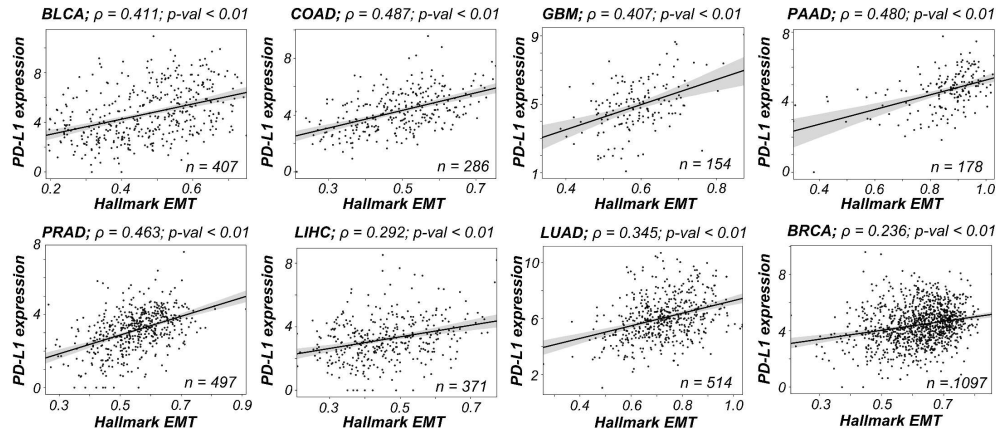 BLCA; ρ = 0.411; p-val < 0.01
PD-L1 expression
8
4
0
n = 407
0.2 0.3 0.4 0.5 0.6 0.7
Hallmark EMT
COAD; ρ = 0.487; p-val < 0.01
PD-L1 expression
8
4
0
n = 286
0.3 0.5 0.7
Hallmark EMT
GBM; ρ = 0.407; p-val < 0.01
PD-L1 expression
9
5
1
n = 154
0.4 0.6 0.8
Hallmark EMT
PAAD; ρ = 0.480; p-val < 0.01
PD-L1 expression
8
4
0
n = 178
0.4 0.6 0.8 1.0
Hallmark EMT
PRAD; ρ = 0.463; p-val < 0.01
PD-L1 expression
8
4
0
n = 497
0.3 0.5 0.7 0.9
Hallmark EMT
LIHC; ρ = 0.292; p-val < 0.01
PD-L1 expression
8
4
0
n = 371
0.3 0.5 0.7
Hallmark EMT
LUAD; ρ = 0.345; p-val < 0.01
PD-L1 expression
10
6
2
n = 514
0.4 0.6 0.8 1.0
Hallmark EMT
BRCA; ρ = 0.236; p-val < 0.01
PD-L1 expression
8
4
0
n = 1097
0.3 0.5 0.7
Hallmark EMT